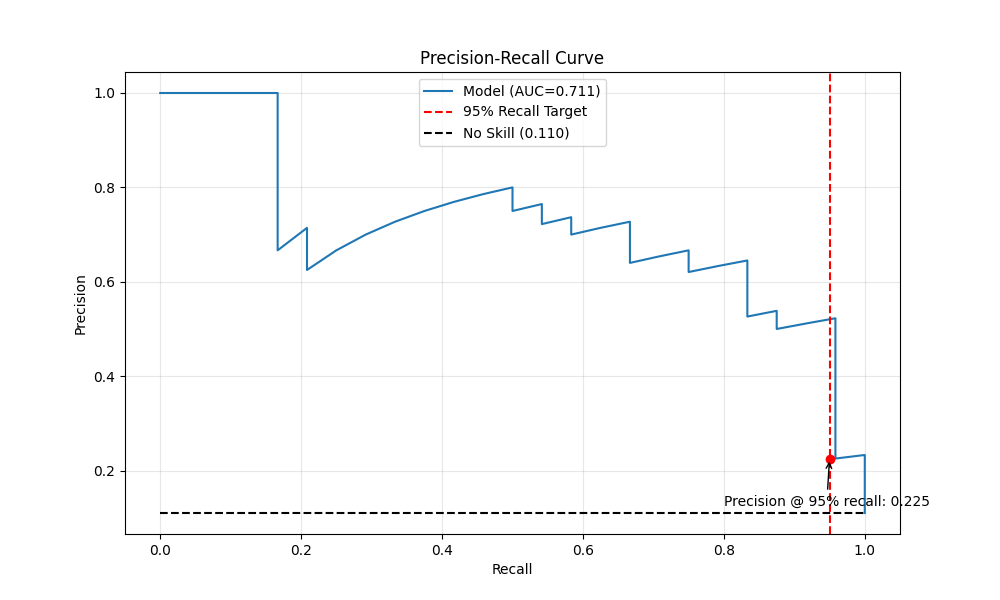 Precision-Recall Curve
Model (AUC=0.711)
95% Recall Target
No Skill (0.110)
Precision
1.0
0.8
0.6
0.4
0.2
Precision @ 95% recall: 0.225
0.0 0.2 0.4 0.6 0.8 1.0
Recall